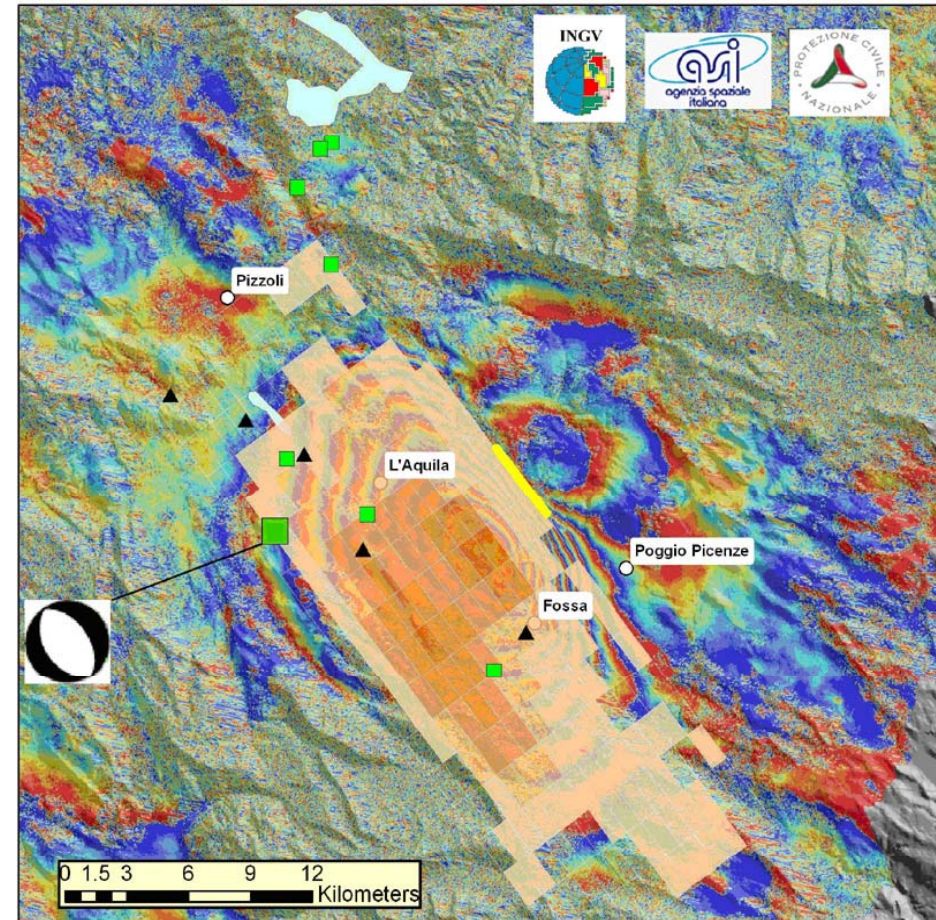 INGV
asi
agenzia spaziale
italiana
PROTEZIONE CIVILE
NAZIONALE
Pizzoli
L'Aquila
Poggio Picenze
Fossa
0 1.5 3 6 9 12
Kilometers